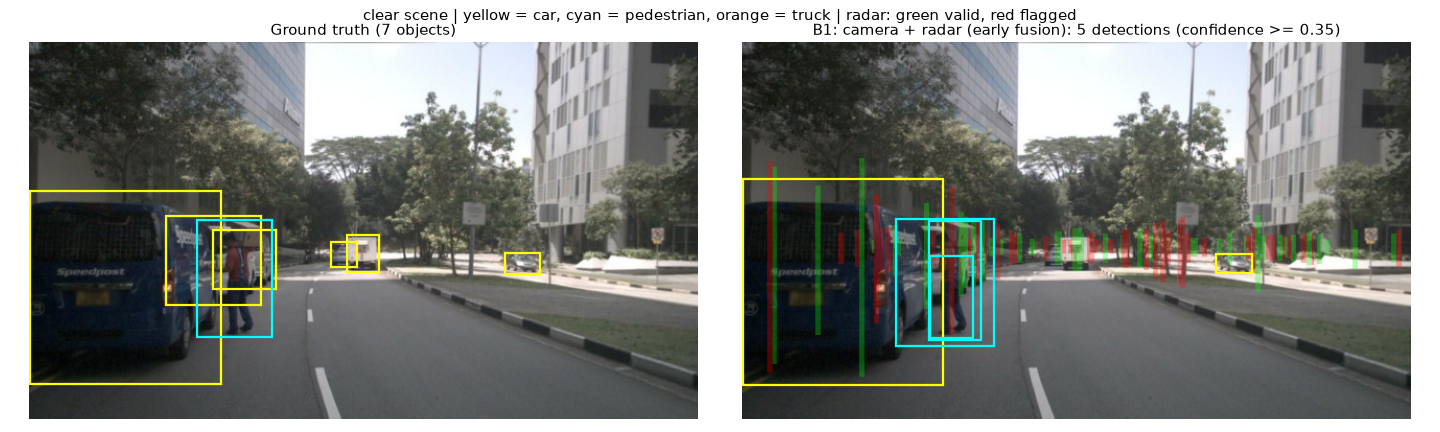 clear scene | yellow = car, cyan = pedestrian, orange = truck | radar: green valid, red flagged
Ground truth (7 objects)
B1: camera + radar (early fusion): 5 detections (confidence >= 0.35)
Speedpost
Speedpost